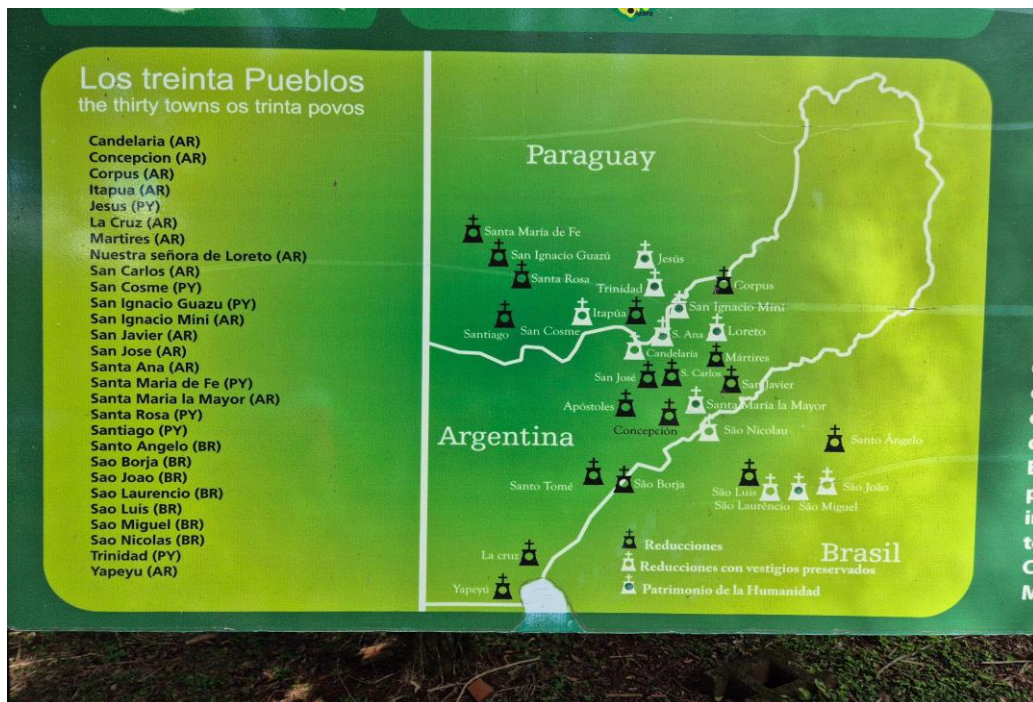 Los treinta Pueblos
the thirty towns os trinta povos
Candelaria (AR)
Concepcion (AR)
Corpus (AR)
Itapua (AR)
Jesus (PY)
La Cruz (AR)
Martires (AR)
Nuestra señora de Loreto (AR)
San Carlos (AR)
San Cosme (PY)
San Ignacio Guazu (PY)
San Ignacio Mini (AR)
San Javier (AR)
San Jose (AR)
Santa Ana (AR)
Santa Maria de Fe (PY)
Santa Maria la Mayor (AR)
Santa Rosa (PY)
Santiago (PY)
Santo Angelo (BR)
Sao Borja (BR)
Sao Joao (BR)
Sao Laurencio (BR)
Sao Luis (BR)
Sao Miguel (BR)
Sao Nicolas (BR)
Trinidad (PY)
Yapeyu (AR)
Paraguay
Santa María de Fe
San Ignacio Guazú
Jesús
Santa Rosa
Trinidad
Corpus
San Ignacio Mini
Santiago
San Cosme
Itapúa
S. Ana
Loreto
Candelaria
Mártires
San José
S. Carlos
San Javier
Apóstoles
Santa María la Mayor
Concepción
São Nicolau
Argentina
Santo Ângelo
Santo Tomé
São Borja
São Luis
São Laurêncio
São Miguel
São João
La cruz
Yapeyú
Brasil
Reducciones
Reducciones con vestigios preservados
Patrimonio de la Humanidad